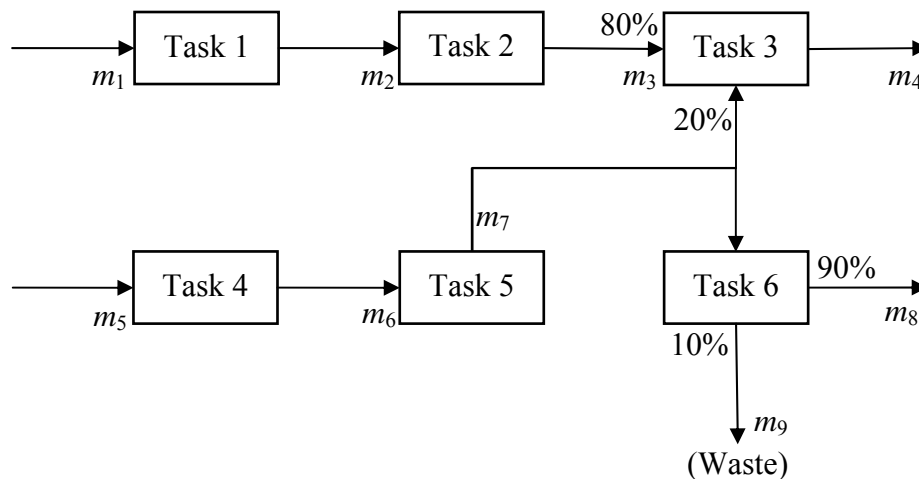 Task 1
Task 2
80%
Task 3
m1
m2
m3
m4
20%
m7
Task 4
Task 5
Task 6
90%
m5
m6
m8
10%
m9
(Waste)